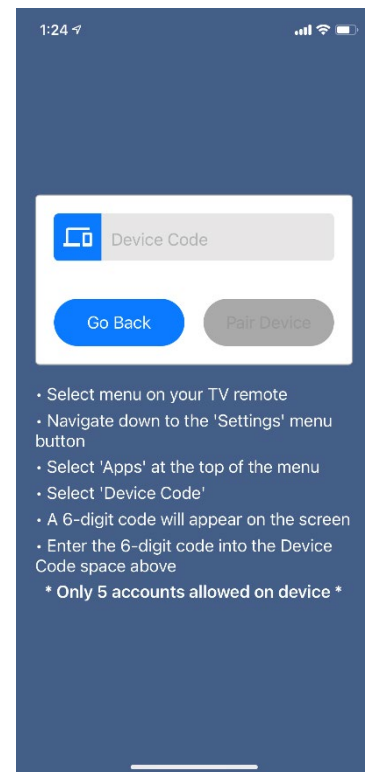 1:24
Device Code
Go Back
Pair Device
• Select menu on your TV remote
• Navigate down to the 'Settings' menu
button
• Select 'Apps' at the top of the menu
• Select 'Device Code'
• A 6-digit code will appear on the screen
• Enter the 6-digit code into the Device
Code space above
* Only 5 accounts allowed on device *